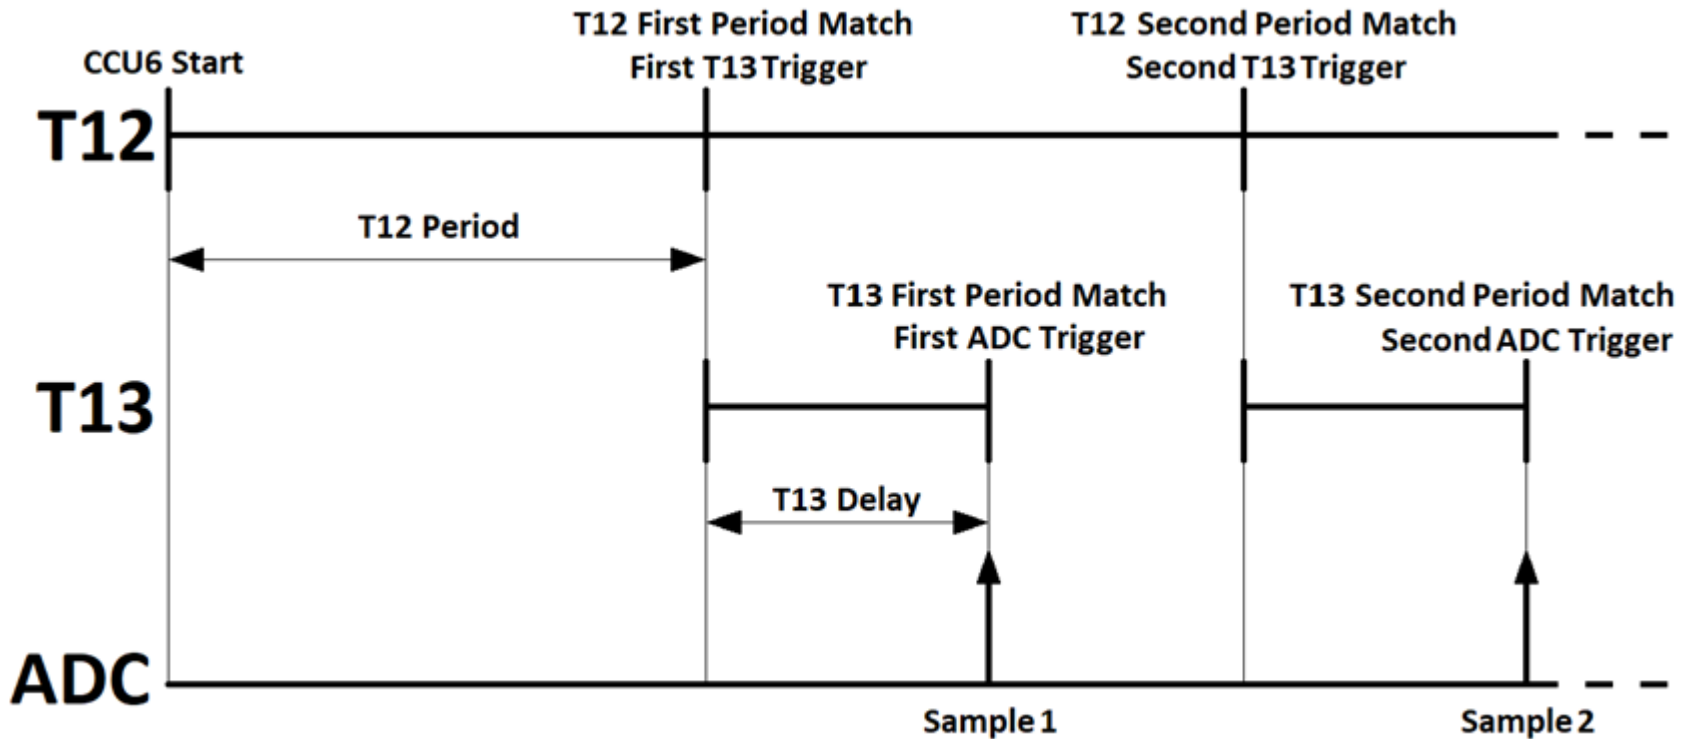 CCU6 Start
T12 First Period Match
First T13 Trigger
T12 Second Period Match
Second T13 Trigger
T12
T12 Period
T13 First Period Match
First ADC Trigger
T13 Second Period Match
Second ADC Trigger
T13
T13 Delay
ADC
Sample 1
Sample 2